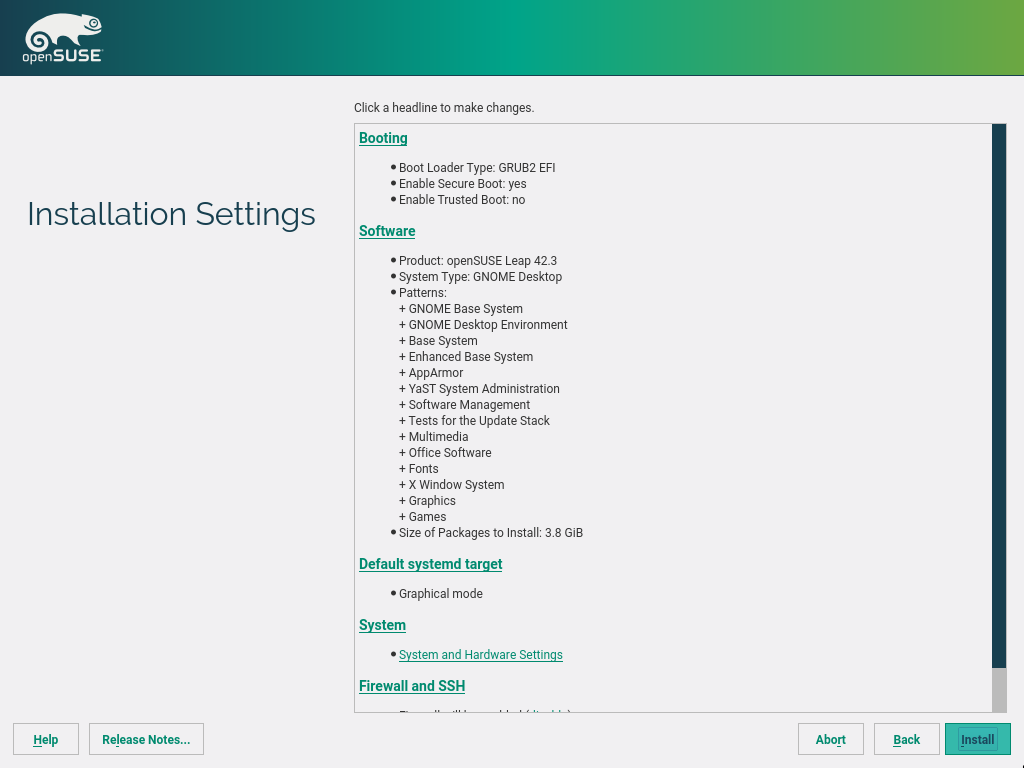 openSUSE
Click a headline to make changes.
Installation Settings
Booting
Boot Loader Type: GRUB2 EFI
Enable Secure Boot: yes
Enable Trusted Boot: no
Software
Product: openSUSE Leap 42.3
System Type: GNOME Desktop
Patterns:
+ GNOME Base System
+ GNOME Desktop Environment
+ Base System
+ Enhanced Base System
+ AppArmor
+ YaST System Administration
+ Software Management
+ Tests for the Update Stack
+ Multimedia
+ Office Software
+ Fonts
+ X Window System
+ Graphics
+ Games
Size of Packages to Install: 3.8 GiB
Default systemd target
Graphical mode
System
System and Hardware Settings
Firewall and SSH
Help
Release Notes...
Abort
Back
Install